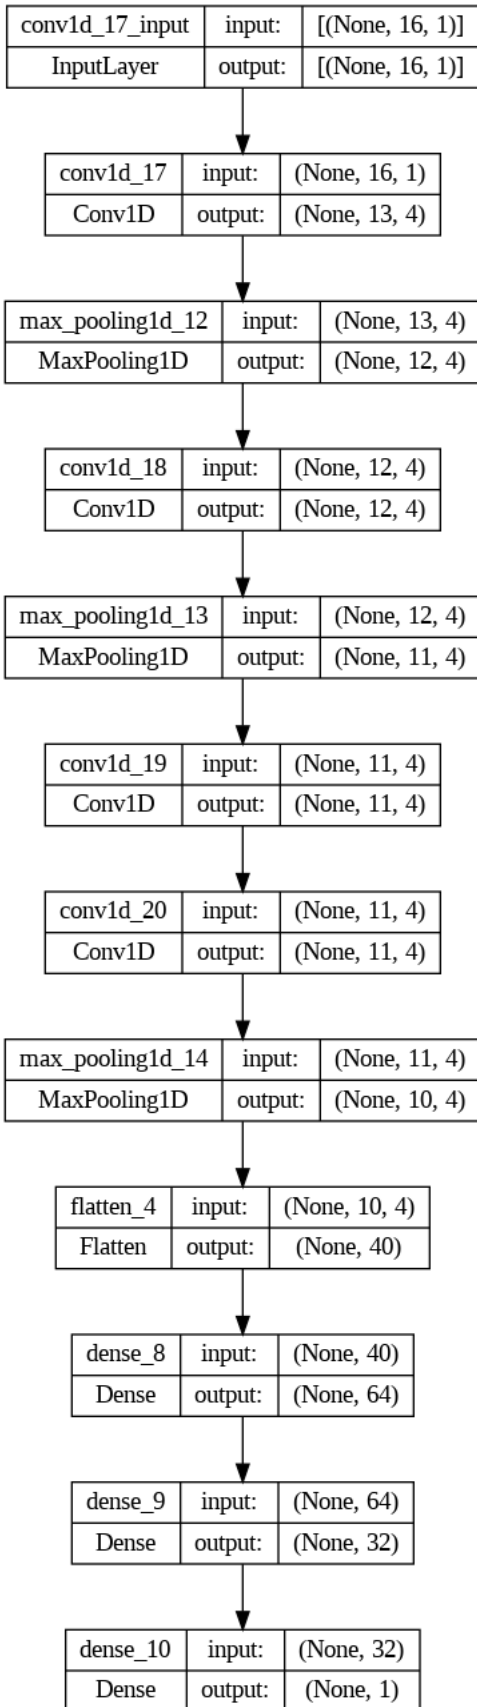 conv1d_17_input input: [(None, 16, 1)]
InputLayer output: [(None, 16, 1)]
conv1d_17 input: (None, 16, 1)
Conv1D output: (None, 13, 4)
max_pooling1d_12 input: (None, 13, 4)
MaxPooling1D output: (None, 12, 4)
conv1d_18 input: (None, 12, 4)
Conv1D output: (None, 12, 4)
max_pooling1d_13 input: (None, 12, 4)
MaxPooling1D output: (None, 11, 4)
conv1d_19 input: (None, 11, 4)
Conv1D output: (None, 11, 4)
conv1d_20 input: (None, 11, 4)
Conv1D output: (None, 11, 4)
max_pooling1d_14 input: (None, 11, 4)
MaxPooling1D output: (None, 10, 4)
flatten_4 input: (None, 10, 4)
Flatten output: (None, 40)
dense_8 input: (None, 40)
Dense output: (None, 64)
dense_9 input: (None, 64)
Dense output: (None, 32)
dense_10 input: (None, 32)
Dense output: (None, 1)